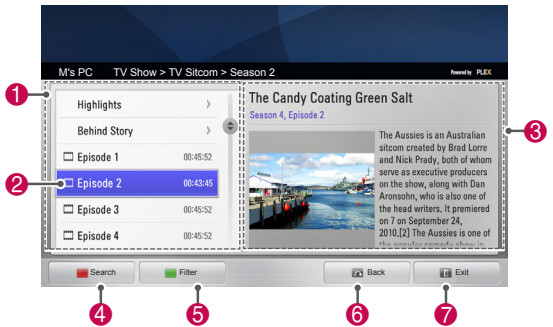 M's PC TV Show > TV Sitcom > Season 2
Powered by PLEX
1
Highlights >
Behind Story >
Episode 1 00:45:52
2
Episode 2 00:43:45
Episode 3 00:45:52
Episode 4 00:45:52
The Candy Coating Green Salt
Season 4, Episode 2
3
The Aussies is an Australian
sitcom created by Brad Lorre
and Nick Prady, both of whom
serve as executive producers
on the show, along with Dan
Aronsohn, who is also one of
the head writers, It premiered
on 7 on September 24,
2010.[2] The Aussies is one of
the popular comedy show in
Search
Filter
Back
Exit
4
5
6
7